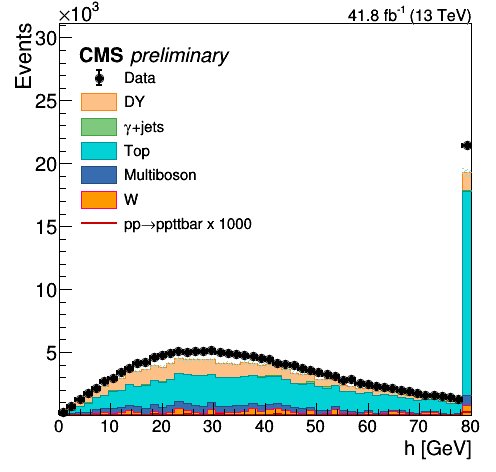 ×10³
41.8 fb⁻¹ (13 TeV)
Events
CMS preliminary
Data
DY
γ+jets
Top
Multiboson
W
pp→ppttbar x 1000
30
25
20
15
10
5
0 10 20 30 40 50 60 70 80
h [GeV]